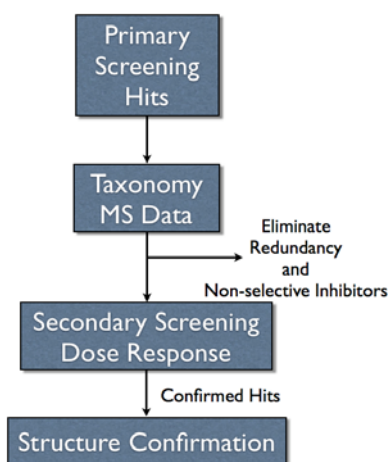 Primary
Screening
Hits
Taxonomy
MS Data
Eliminate
Redundancy
and
Non-selective Inhibitors
Secondary Screening
Dose Response
Confirmed Hits
Structure Confirmation